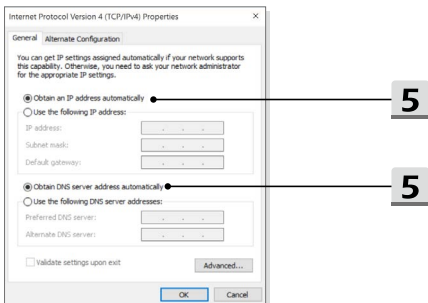 Internet Protocol Version 4 (TCP/IPv4) Properties
General Alternate Configuration
You can get IP settings assigned automatically if your network supports
this capability. Otherwise, you need to ask your network administrator
for the appropriate IP settings.
Obtain an IP address automatically
5
Use the following IP address:
IP address:
Subnet mask:
Default gateway:
Obtain DNS server address automatically
5
Use the following DNS server addresses:
Preferred DNS server:
Alternate DNS server:
Validate settings upon exit
Advanced...
OK Cancel